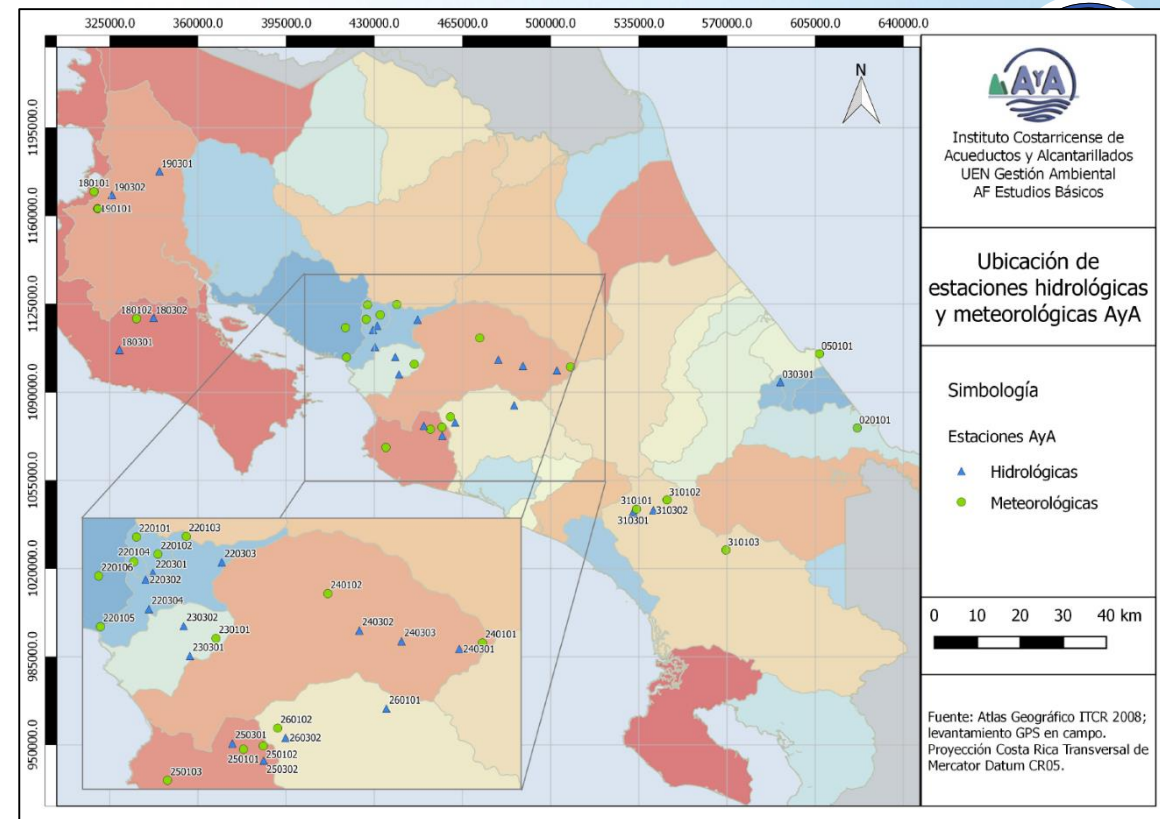 325000.0 360000.0 395000.0 430000.0 465000.0 500000.0 535000.0 570000.0 605000.0 640000.0
1195000.0
1160000.0
1125000.0
1090000.0
1055000.0
1020000.0
985000.0
950000.0
N
190301
180101
190302
190101
180102
180302
180301
050101
030301
020101
310102
310101
310302
310301
310103
220101
220103
220104
220102
220303
220106
220301
220302
220304
220105
230302
230101
230301
240102
240302
240303
240101
240301
260101
260102
250301
260302
250101
250102
250302
250103
AyA
Instituto Costarricense de
Acueductos y Alcantarillados
UEN Gestión Ambiental
AF Estudios Básicos
Ubicación de
estaciones hidrológicas
y meteorológicas AyA
Simbología
Estaciones AyA
Hidrológicas
Meteorológicas
0 10 20 30 40 km
Fuente: Atlas Geográfico ITCR 2008;
levantamiento GPS en campo.
Proyección Costa Rica Transversal de
Mercator Datum CR05.